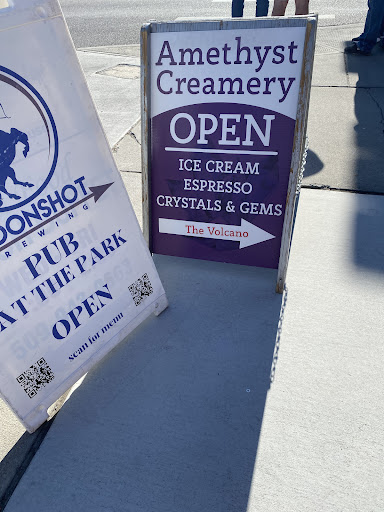 OONSHOT
BREWING
PUB
AT THE PARK
OPEN
scan for menu
Amethyst
Creamery
OPEN
ICE CREAM
ESPRESSO
CRYSTALS & GEMS
The Volcano